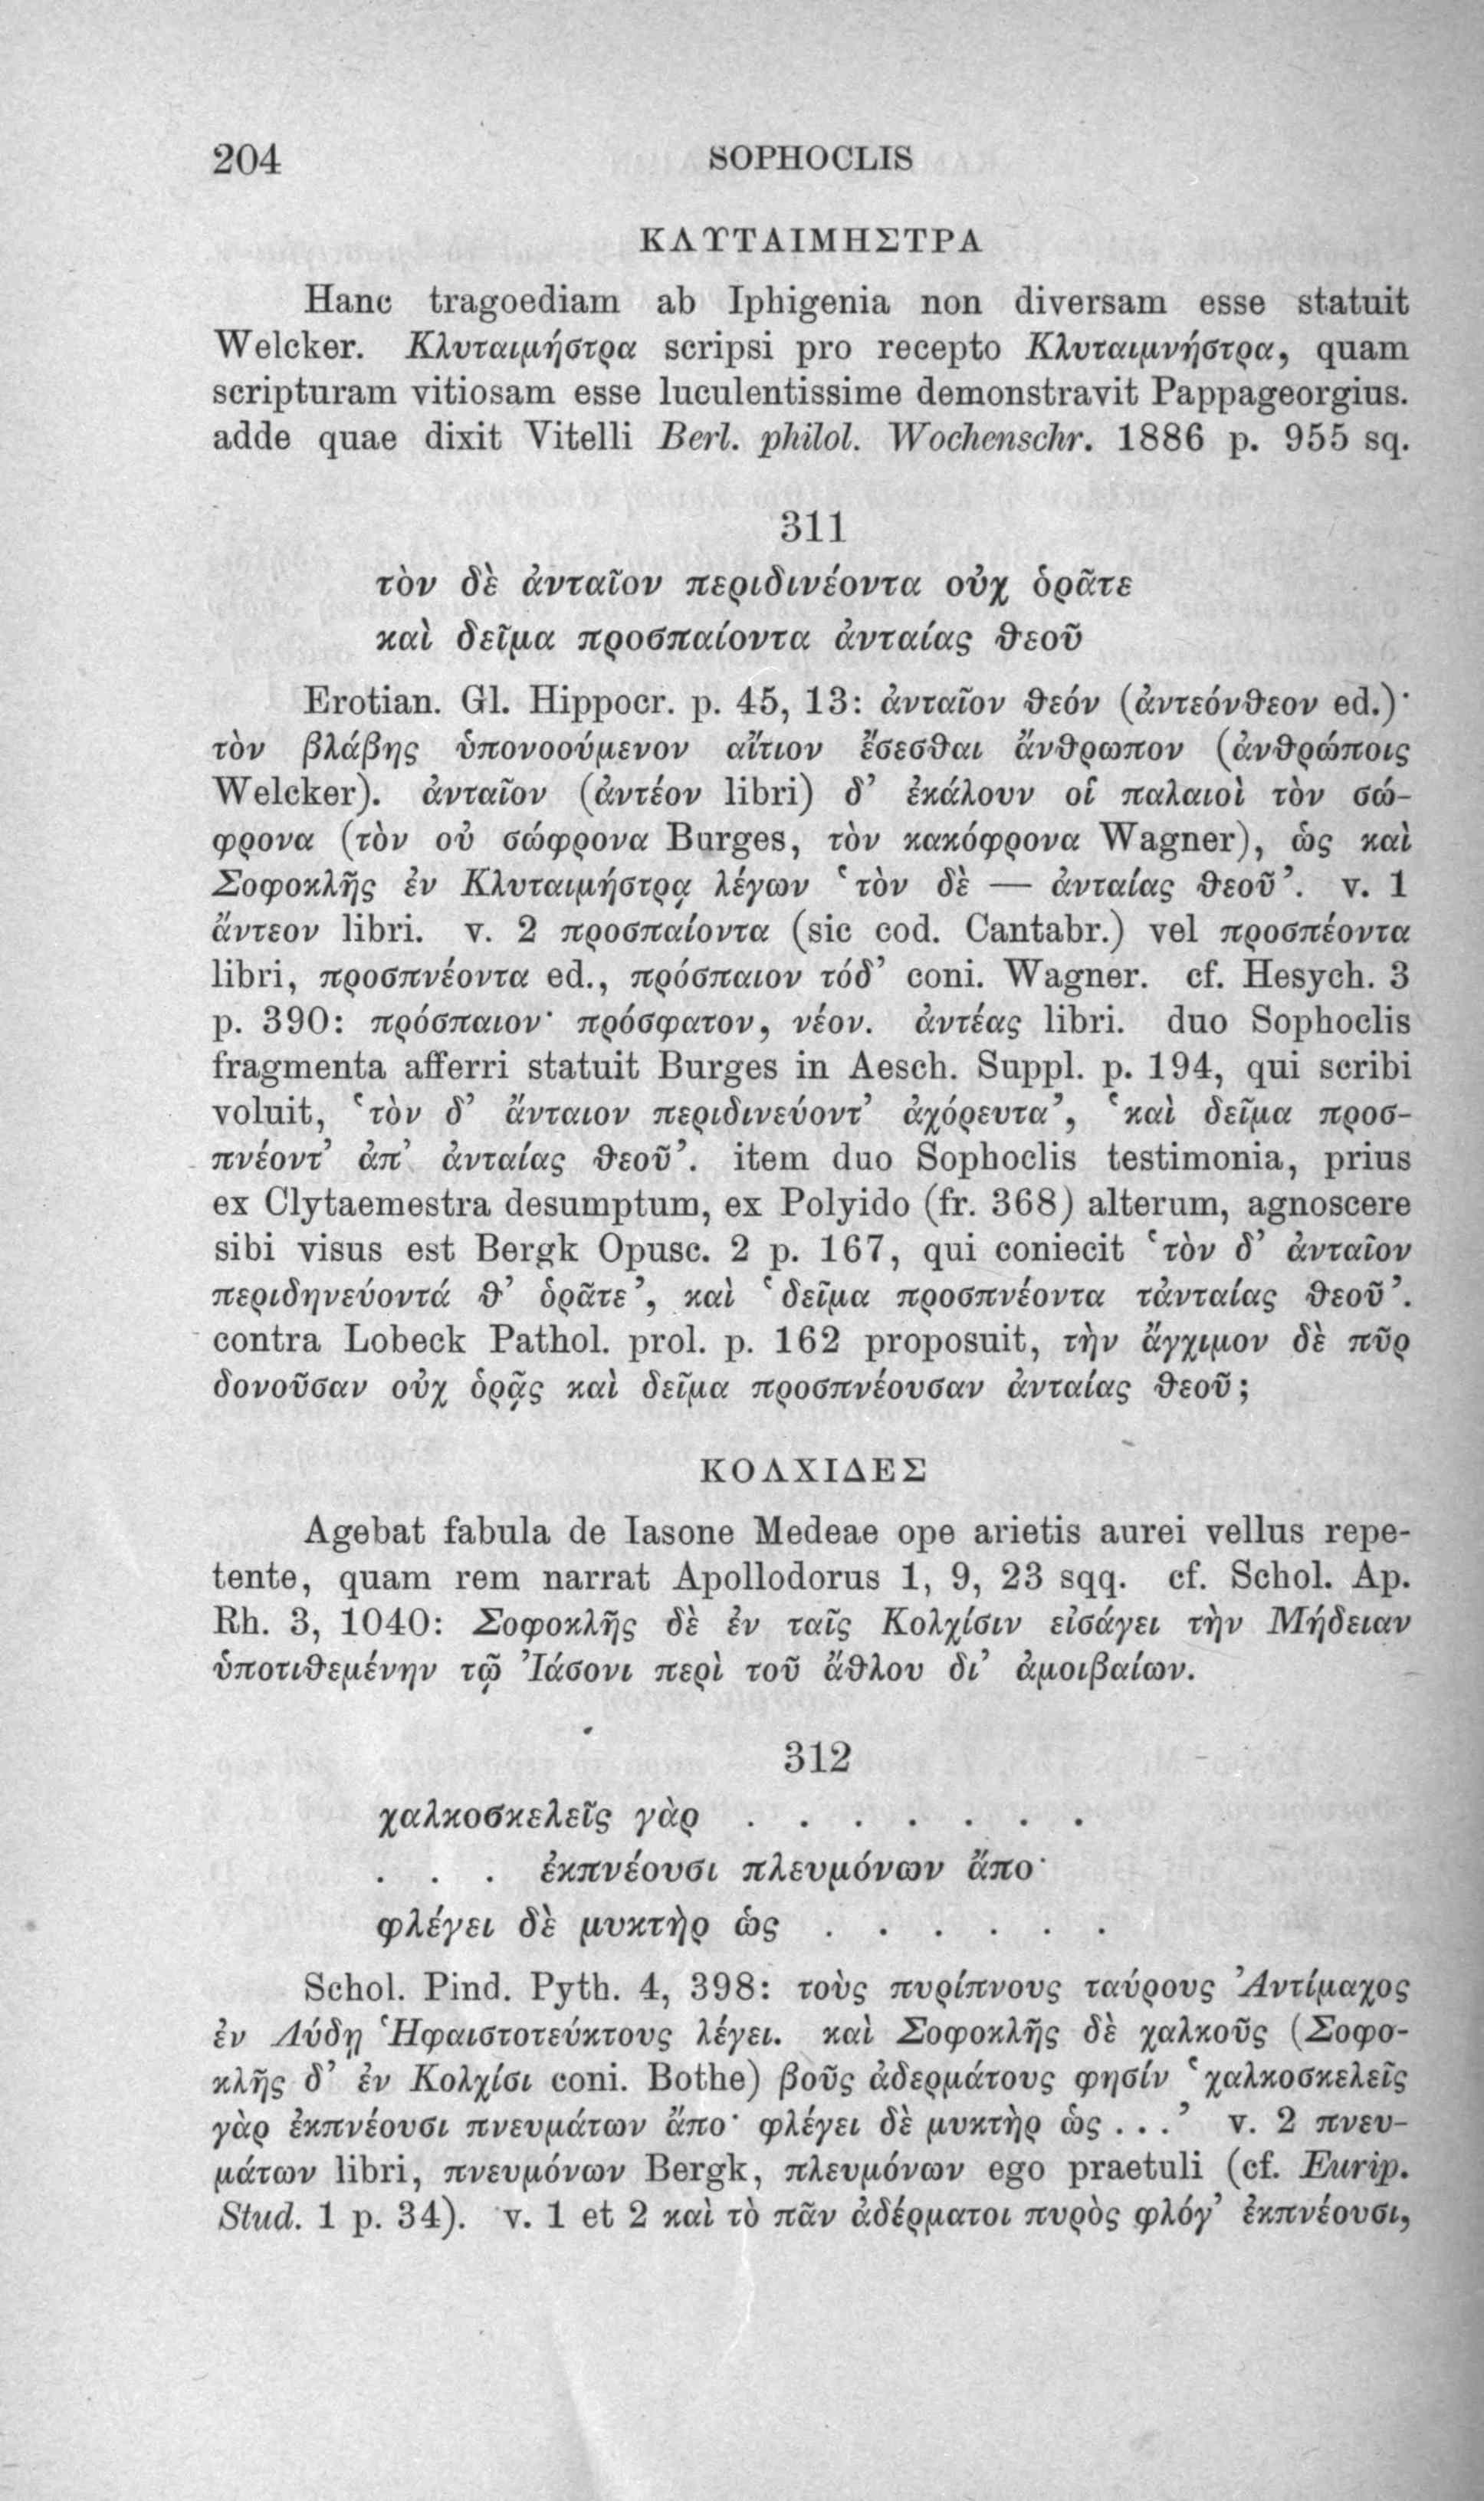 204
SOPHOCLIS
ΚΛΥΤΑΙΜΗΣΤΡΑ
Hanc tragoediam ab Iphigenia non diversam esse statuit
Welcker. Κλυταιμήστρα scripsi pro recepto Κλυταιμνήστρα, quam
scripturam vitiosam esse luculentissime demonstravit Pappageorgius.
adde quae dixit Vitelli Berl. philol. Wochenschr. 1886 p. 955 sq.
311
τὸν δὲ ἀνταῖον περιδινέοντα οὐχ ὁρᾶτε
καὶ δεῖμα προσπαίοντα ἀνταίας θεοῦ
Erotian. Gl. Hippocr. p. 45, 13: ἀνταῖον θεόν (ἀντεόνθεον ed.)·
τὸν βλάβης ὑπονοούμενον αἴτιον ἔσεσθαι ἄνθρωπον (ἀνθρώποις
Welcker). ἀνταῖον (ἀντέον libri) δ’ ἐκάλουν οἱ παλαιοὶ τὸν σώ-
φρονα (τὸν οὐ σώφρονα Burges, τὸν κακόφρονα Wagner), ὡς καὶ
Σοφοκλῆς ἐν Κλυταιμήστρᾳ λέγων ‘τὸν δὲ — ἀνταίας θεοῦ’. v. 1
ἄντεον libri. v. 2 προσπαίοντα (sic cod. Cantabr.) vel προσπέοντα
libri, προσπνέοντα ed., πρόσπαιον τόδ’ coni. Wagner. cf. Hesych. 3
p. 390: πρόσπαιον· πρόσφατον, νέον. ἀντέας libri. duo Sophoclis
fragmenta afferri statuit Burges in Aesch. Suppl. p. 194, qui scribi
voluit, ‘τὸν δ’ ἄνταιον περιδινεύοντ’ ἀχόρευτα’, ‘καὶ δεῖμα προσ-
πνέοντ’ ἀπ’ ἀνταίας θεοῦ’. item duo Sophoclis testimonia, prius
ex Clytaemestra desumptum, ex Polyido (fr. 368) alterum, agnoscere
sibi visus est Bergk Opusc. 2 p. 167, qui coniecit ‘τὸν δ’ ἀνταῖον
περιδηνεύοντά θ’ ὁρᾶτε’, καὶ ‘δεῖμα προσπνέοντα τἀνταίας θεοῦ’.
contra Lobeck Pathol. prol. p. 162 proposuit, τὴν ἄγχιμον δὲ πῦρ
δονοῦσαν οὐχ ὁρᾷς καὶ δεῖμα προσπνέουσαν ἀνταίας θεοῦ;
ΚΟΛΧΙΔΕΣ
Agebat fabula de Iasone Medeae ope arietis aurei vellus repe-
tente, quam rem narrat Apollodorus 1, 9, 23 sqq. cf. Schol. Ap.
Rh. 3, 1040: Σοφοκλῆς δὲ ἐν ταῖς Κολχίσιν εἰσάγει τὴν Μήδειαν
ὑποτιθεμένην τῷ Ἰάσονι περὶ τοῦ ἄθλου δι’ ἀμοιβαίων.
312
χαλκοσκελεῖς γὰρ . . . . . . .
. . . ἐκπνέουσι πλευμόνων ἄπο·
φλέγει δὲ μυκτὴρ ὡς . . . . . .
Schol. Pind. Pyth. 4, 398: τοὺς πυρίπνους ταύρους Ἀντίμαχος
ἐν Λύδῃ Ἡφαιστοτεύκτους λέγει. καὶ Σοφοκλῆς δὲ χαλκοῦς (Σοφο-
κλῆς δ’ ἐν Κολχίσι coni. Bothe) βοῦς ἀδερμάτους φησίν ‘χαλκοσκελεῖς
γὰρ ἐκπνέουσι πνευμάτων ἄπο· φλέγει δὲ μυκτὴρ ὡς . . .’ v. 2 πνευ-
μάτων libri, πνευμόνων Bergk, πλευμόνων ego praetuli (cf. Eurip.
Stud. 1 p. 34). v. 1 et 2 καὶ τὸ πᾶν ἀδέρματοι πυρὸς φλόγ’ ἐκπνέουσι,